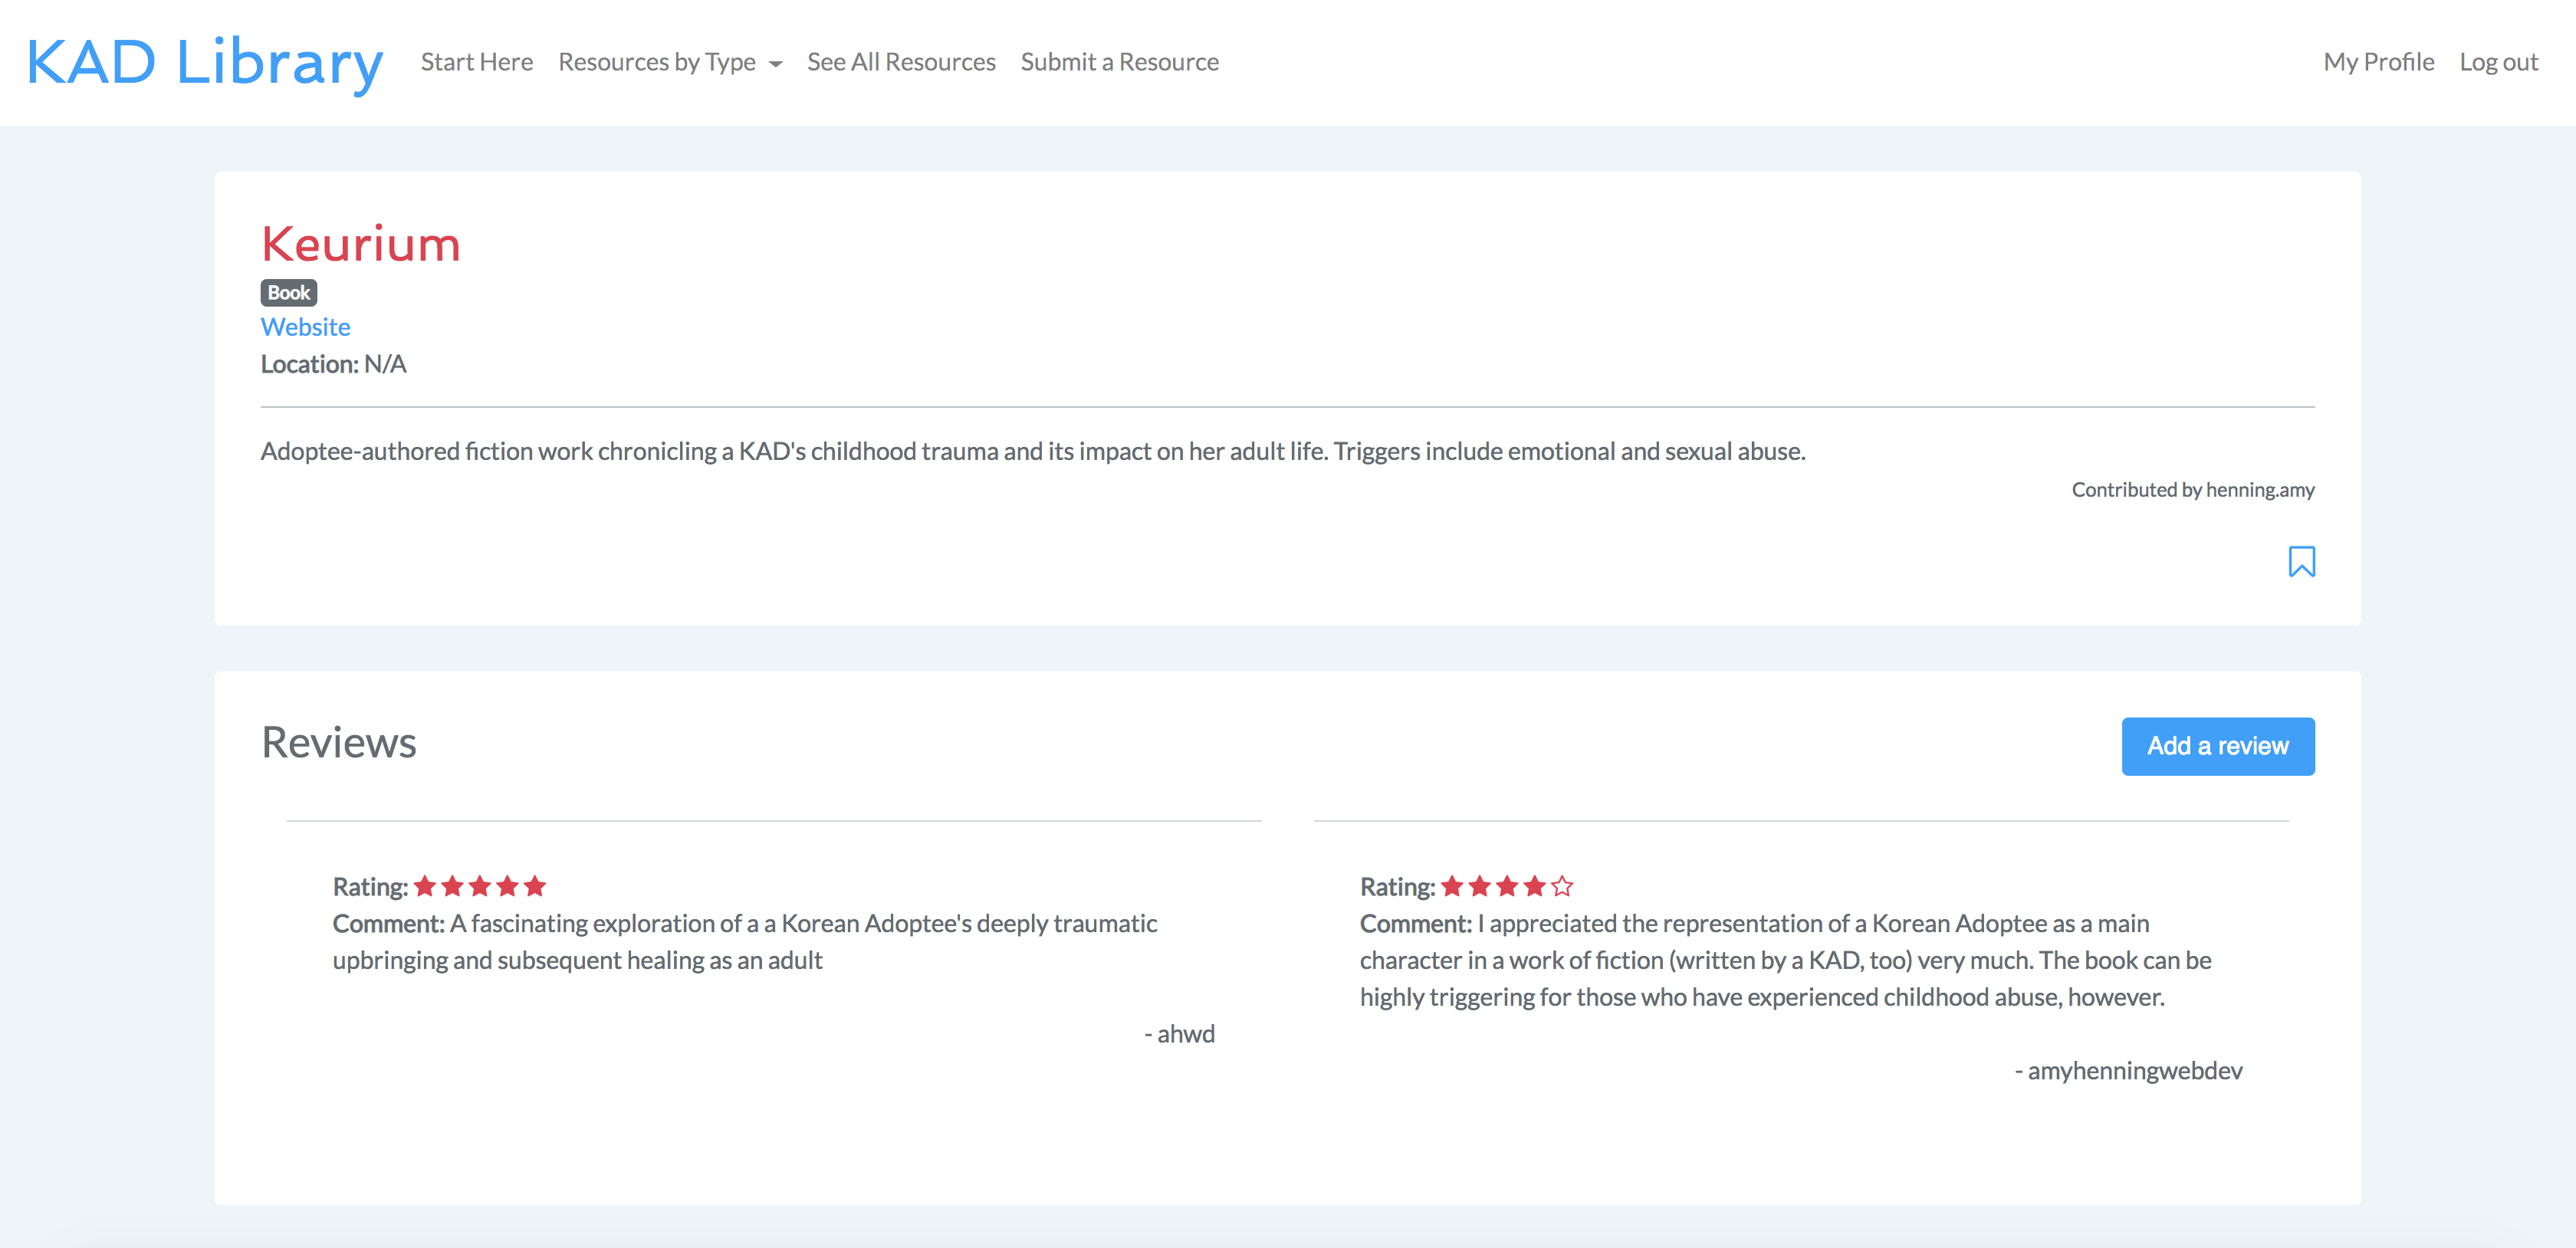 KAD Library
Start Here
Resources by Type
See All Resources
Submit a Resource
My Profile
Log out
Keurium
Book
Website
Location: N/A
Adoptee-authored fiction work chronicling a KAD's childhood trauma and its impact on her adult life. Triggers include emotional and sexual abuse.
Contributed by henning.amy
Reviews
Add a review
Rating:
Comment: A fascinating exploration of a a Korean Adoptee's deeply traumatic
upbringing and subsequent healing as an adult
- ahwd
Rating:
Comment: I appreciated the representation of a Korean Adoptee as a main
character in a work of fiction (written by a KAD, too) very much. The book can be
highly triggering for those who have experienced childhood abuse, however.
- amyhenningwebdev